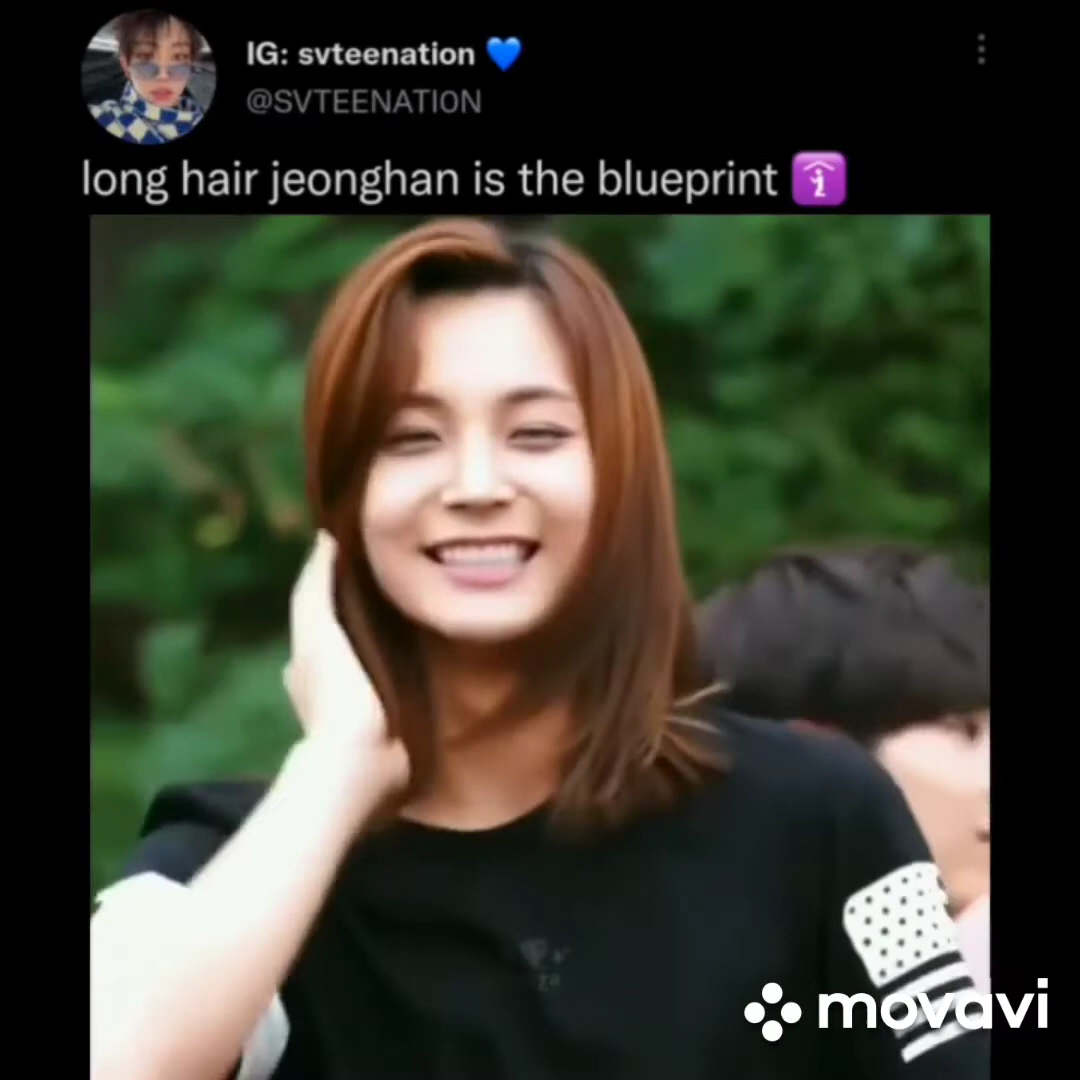 IG: svteenation 💙
@SVTEENATION
long hair jeonghan is the blueprint 🛐
movavi